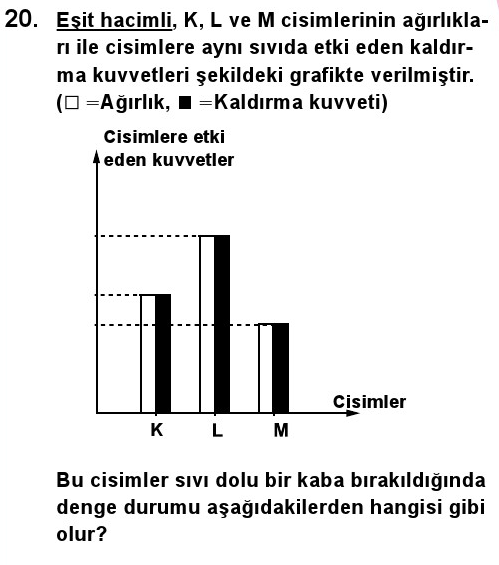 20. Eşit hacimli, K, L ve M cisimlerinin ağırlıkla-
rı ile cisimlere aynı sıvıda etki eden kaldır-
ma kuvvetleri şekildeki grafikte verilmiştir.
(□ =Ağırlık, ■ =Kaldırma kuvveti)
Cisimlere etki
eden kuvvetler
Cisimler
K L M
Bu cisimler sıvı dolu bir kaba bırakıldığında
denge durumu aşağıdakilerden hangisi gibi
olur?